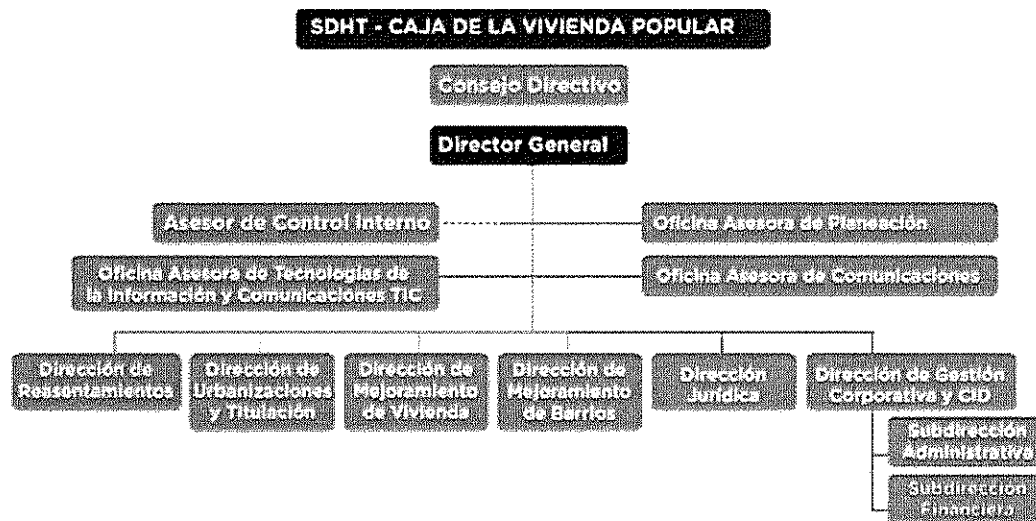 SDHT - CAJA DE LA VIVIENDA POPULAR
Consejo Directivo
Director General
Asesor de Control Interno
Oficina Asesora de Planeación
Oficina Asesora de Tecnologías de
la Información y Comunicaciones TIC
Oficina Asesora de Comunicaciones
Dirección de
Reasentamientos
Dirección de
Urbanizaciones
y Titulación
Dirección de
Mejoramiento
de Vivienda
Dirección de
Mejoramiento
de Barrios
Dirección
Jurídica
Dirección de Gestión
Corporativa y CID
Subdirección
Administrativa
Subdirección
Financiera